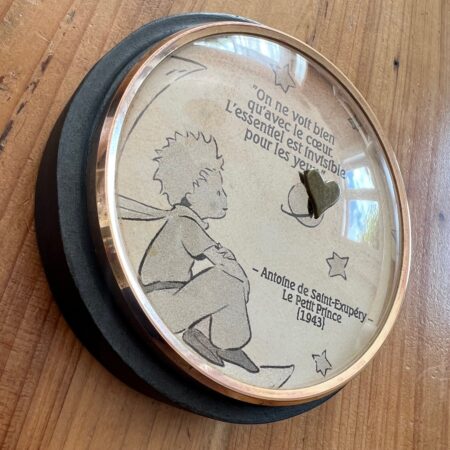 "On ne voit bien
qu'avec le cœur.
L'essentiel est invisible
pour les yeux."
– Antoine de Saint-Exupéry –
Le Petit Prince
(1943)